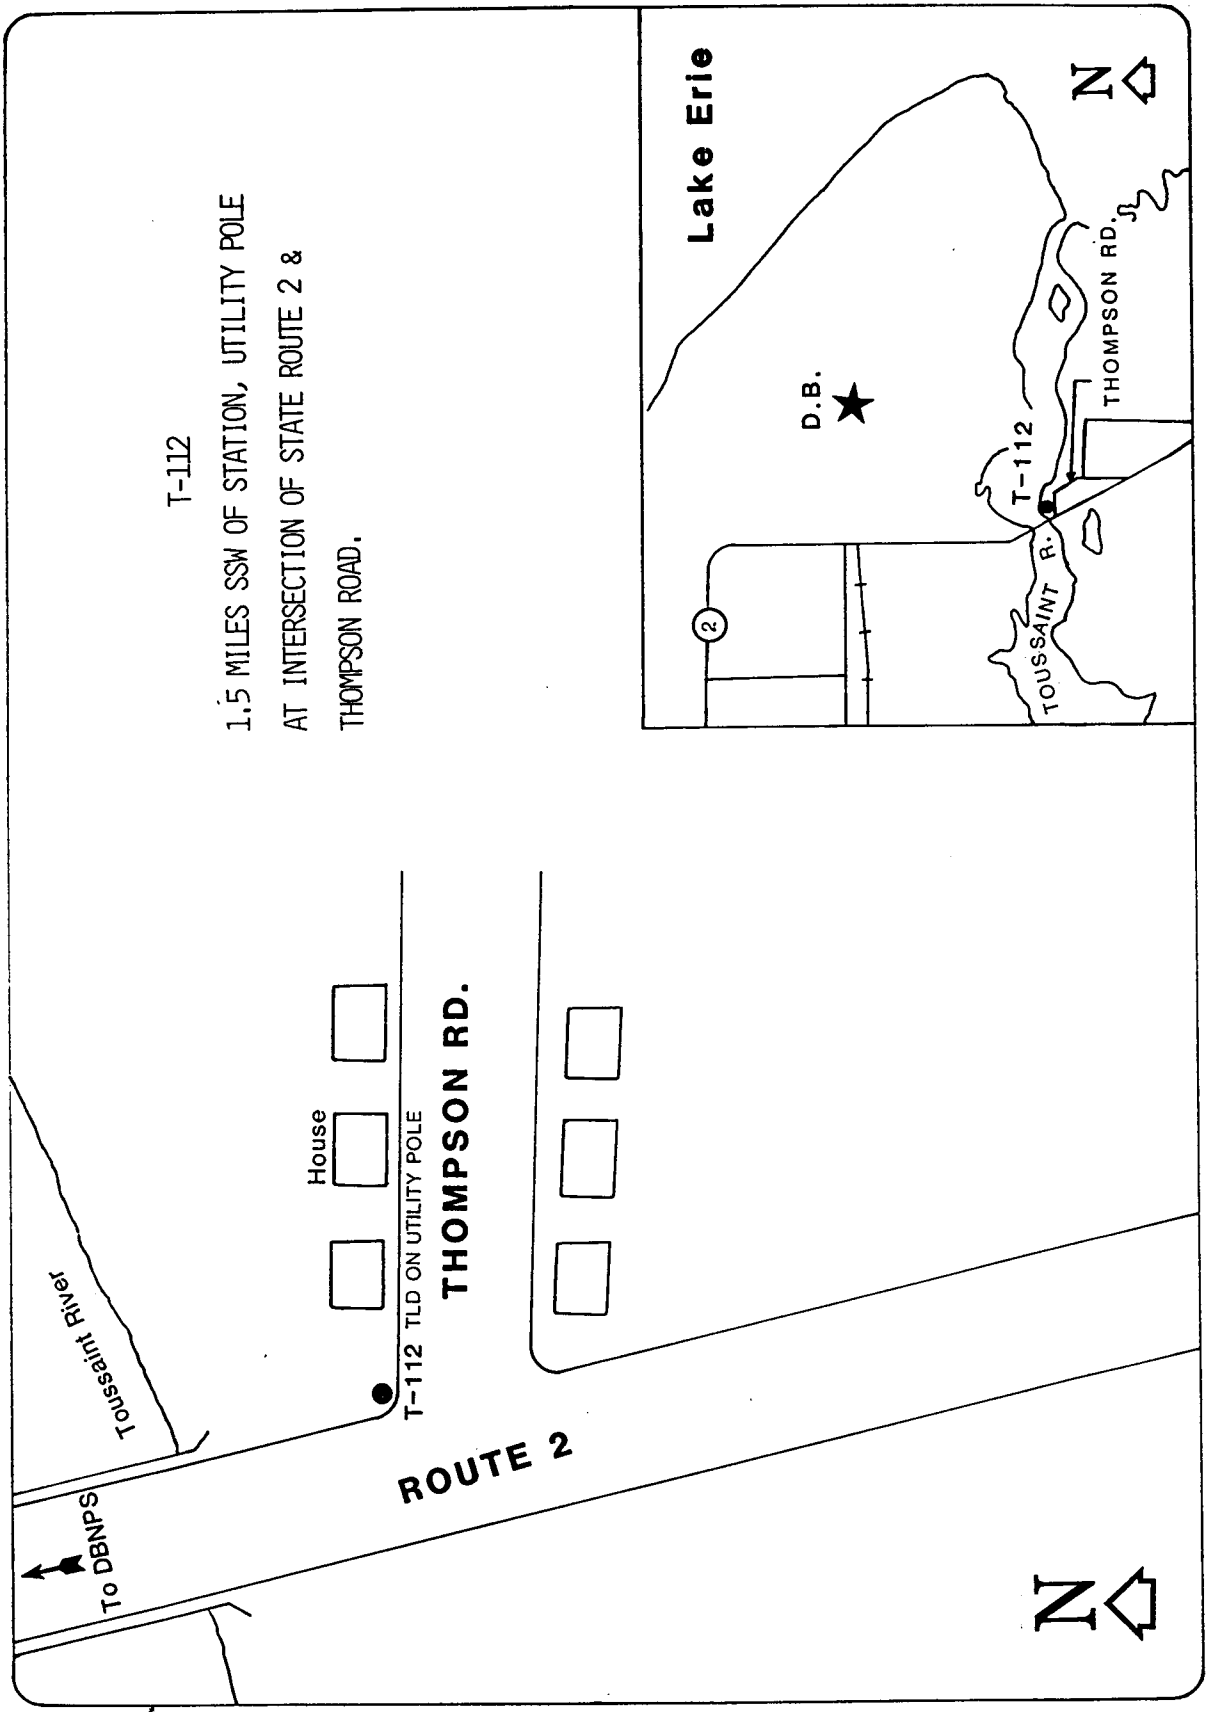 T-112
1.5 MILES SSW OF STATION, UTILITY POLE
AT INTERSECTION OF STATE ROUTE 2 &
THOMPSON ROAD.
Toussaint River
To DBNPS
House
T-112 TLD ON UTILITY POLE
THOMPSON RD.
ROUTE 2
N
Lake Erie
D.B.
2
T-112
TOUSSAINT R.
THOMPSON RD.
N